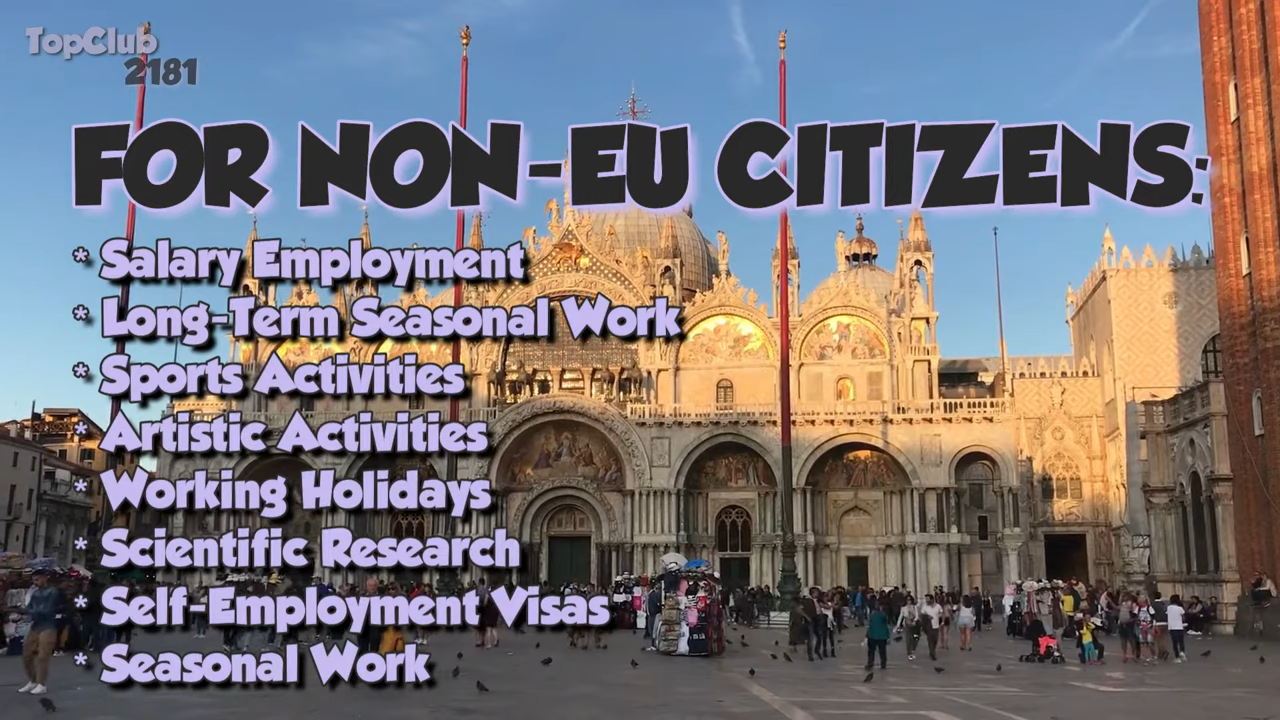 TopClub
2181
FOR NON-EU CITIZENS:
* Salary Employment
* Long-Term Seasonal Work
* Sports Activities
* Artistic Activities
* Working Holidays
* Scientific Research
* Self-Employment Visas
* Seasonal Work